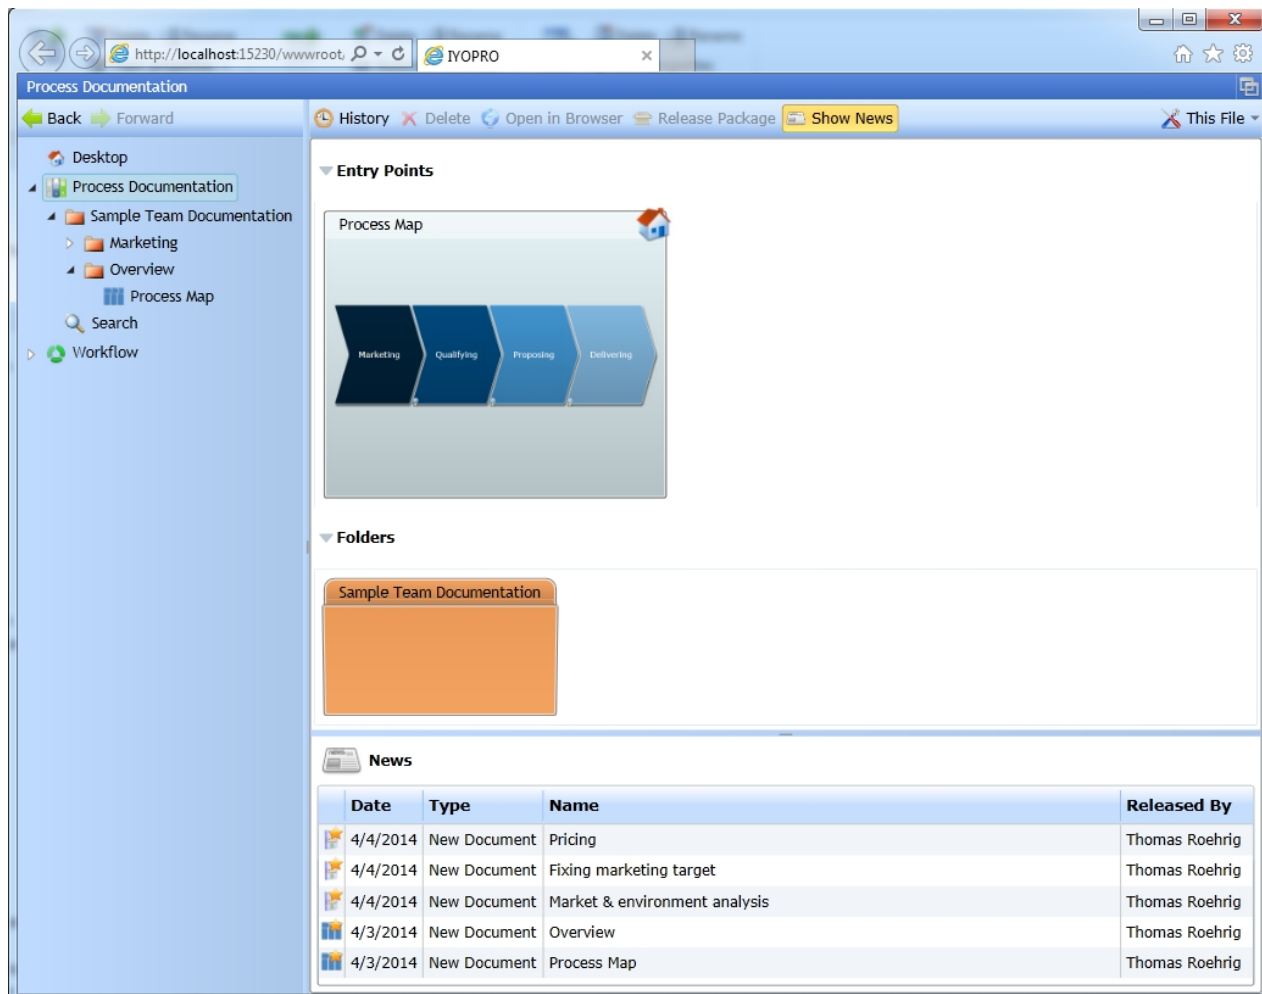 http://localhost:15230/wwwroot/
IYOPRO
Process Documentation
Back Forward
History Delete Open in Browser Release Package Show News This File
Desktop
Process Documentation
Sample Team Documentation
Marketing
Overview
Process Map
Search
Workflow
Entry Points
Process Map
Marketing Qualifying Proposing Delivering
Folders
Sample Team Documentation
News
Date Type Name Released By
4/4/2014 New Document Pricing Thomas Roehrig
4/4/2014 New Document Fixing marketing target Thomas Roehrig
4/4/2014 New Document Market & environment analysis Thomas Roehrig
4/3/2014 New Document Overview Thomas Roehrig
4/3/2014 New Document Process Map Thomas Roehrig